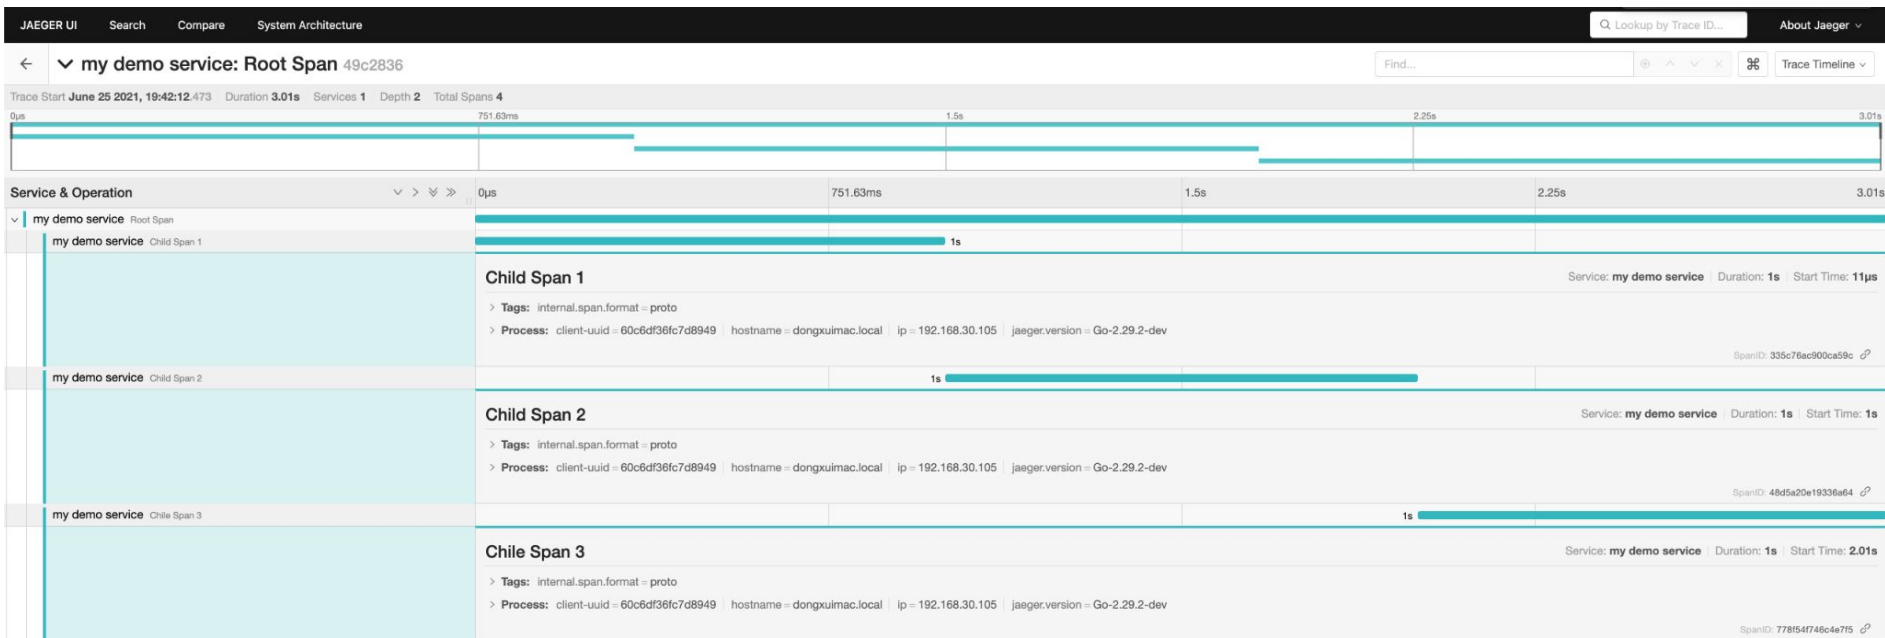 JAEGER UI Search Compare System Architecture Lookup by Trace ID... About Jaeger
my demo service: Root Span 49c2836 Find... Trace Timeline
Trace Start June 25 2021, 19:42:12.473 Duration 3.01s Services 1 Depth 2 Total Spans 4
0μs 751.63ms 1.5s 2.25s 3.01s
Service & Operation 0μs 751.63ms 1.5s 2.25s 3.01s
my demo service Root Span
my demo service Child Span 1 1s
Child Span 1 Service: my demo service Duration: 1s Start Time: 11μs
Tags: internal.span.format = proto
Process: client-uuid = 60c6df36fc7d8949 hostname = dongxuimac.local ip = 192.168.30.105 jaeger.version = Go-2.29.2-dev
SpanID: 335c76ac900ca59c
my demo service Child Span 2 1s
Child Span 2 Service: my demo service Duration: 1s Start Time: 1s
Tags: internal.span.format = proto
Process: client-uuid = 60c6df36fc7d8949 hostname = dongxuimac.local ip = 192.168.30.105 jaeger.version = Go-2.29.2-dev
SpanID: 48d5a20e19336a64
my demo service Chile Span 3 1s
Chile Span 3 Service: my demo service Duration: 1s Start Time: 2.01s
Tags: internal.span.format = proto
Process: client-uuid = 60c6df36fc7d8949 hostname = dongxuimac.local ip = 192.168.30.105 jaeger.version = Go-2.29.2-dev
SpanID: 778f54f746c4e7f5